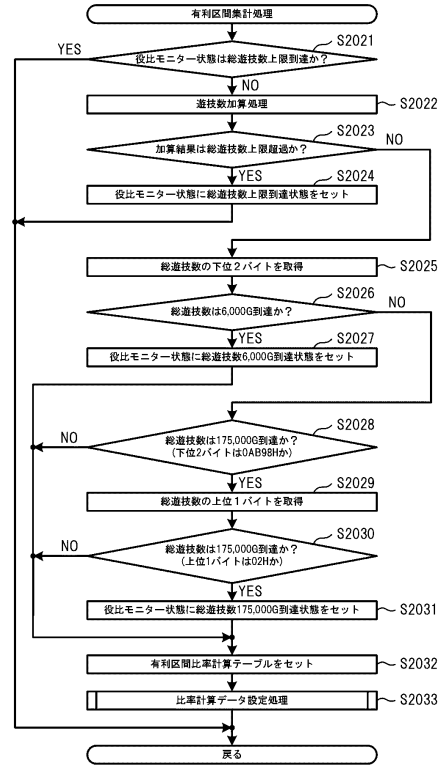 有利区間集計処理
S2021
YES
役比モニター状態は総遊技数上限到達か？
NO
遊技数加算処理
S2022
S2023
NO
加算結果は総遊技数上限超過か？
YES
S2024
役比モニター状態に総遊技数上限到達状態をセット
総遊技数の下位２バイトを取得
S2025
S2026
NO
総遊技数は6,000G到達か？
YES
S2027
役比モニター状態に総遊技数6,000G到達状態をセット
S2028
NO
総遊技数は175,000G到達か？
(下位2バイトは0AB98Hか)
YES
S2029
総遊技数の上位１バイトを取得
S2030
NO
総遊技数は175,000G到達か？
(上位1バイトは02Hか)
YES
役比モニター状態に総遊技数175,000G到達状態をセット
S2031
有利区間比率計算テーブルをセット
S2032
比率計算データ設定処理
S2033
戻る